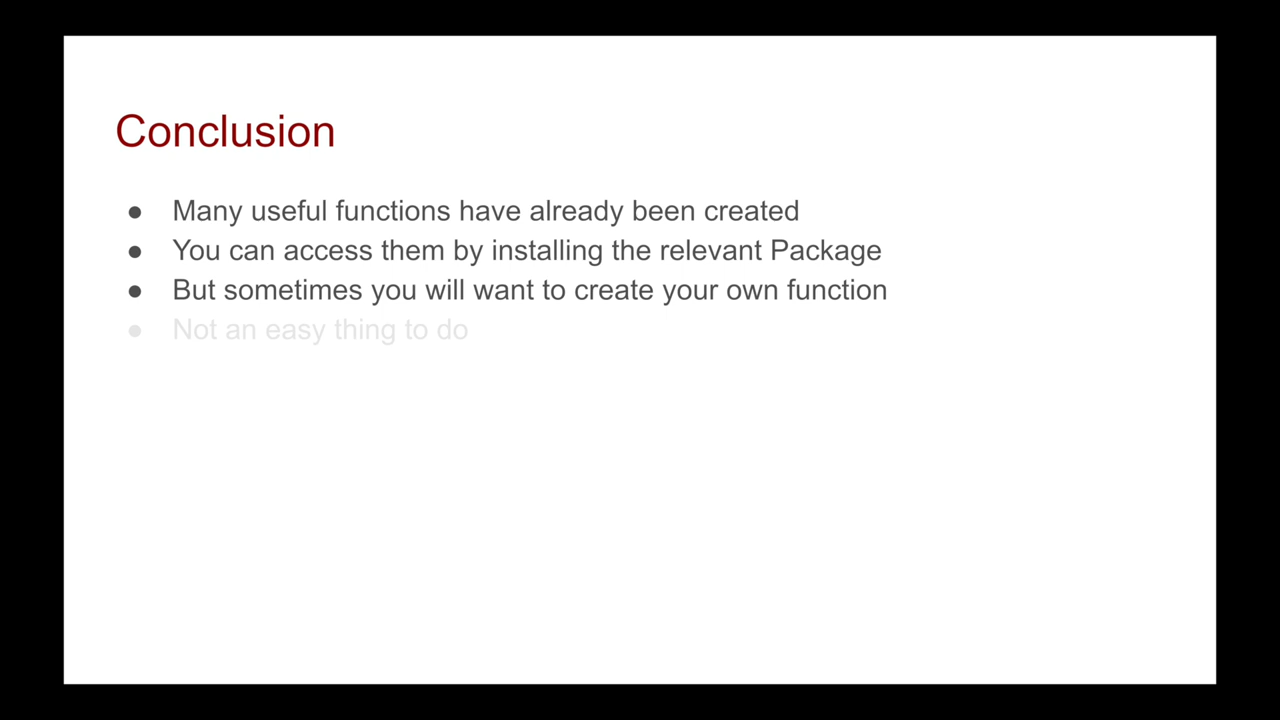 Conclusion
● Many useful functions have already been created
● You can access them by installing the relevant Package
● But sometimes you will want to create your own function
● Not an easy thing to do